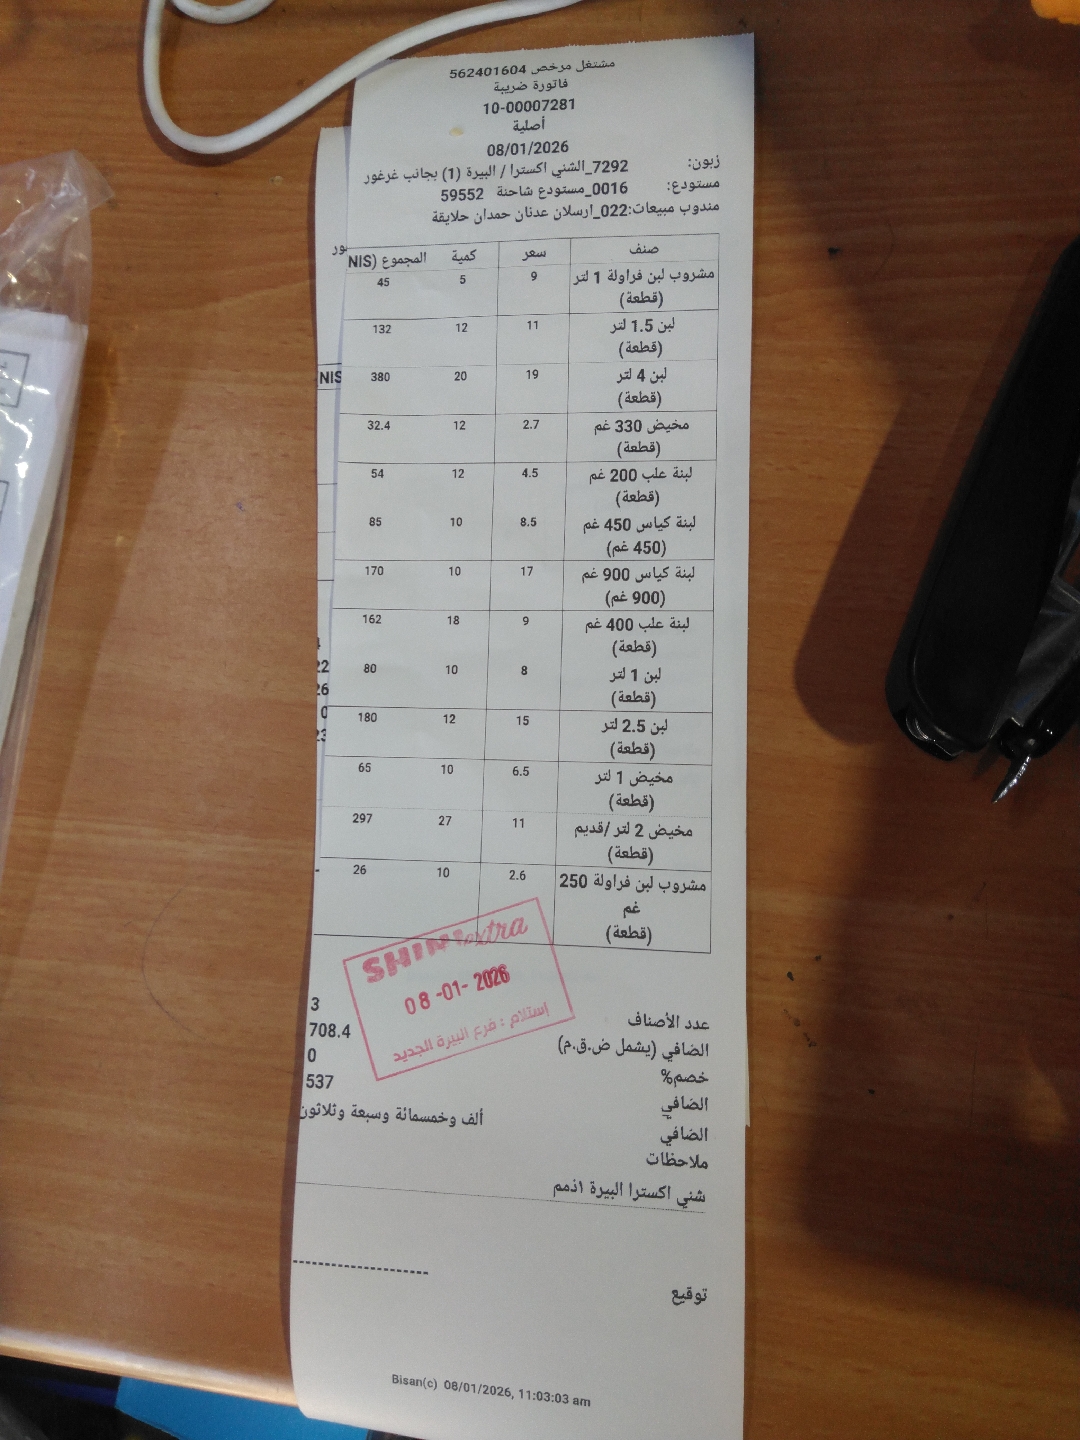 مشتغل مرخص 562401604
فاتورة ضريبة
10-00007281
أصلية
08/01/2026
زبون: 7292_الشني اكسترا / البيرة (1) بجانب غرغور
مستودع: 0016_مستودع شاحنة 59552
مندوب مبيعات:022_ارسلان عدنان حمدان حلايقة
صنف سعر كمية المجموع (NIS
مشروب لبن فراولة 1 لتر 9 5 45
(قطعة)
لبن 1.5 لتر 11 12 132
(قطعة)
لبن 4 لتر 19 20 380
(قطعة)
مخيض 330 غم 2.7 12 32.4
(قطعة)
لبنة علب 200 غم 4.5 12 54
(قطعة)
لبنة كياس 450 غم 8.5 10 85
(450 غم)
لبنة كياس 900 غم 17 10 170
(900 غم)
لبنة علب 400 غم 9 18 162
(قطعة)
لبن 1 لتر 8 10 80
(قطعة)
لبن 2.5 لتر 15 12 180
(قطعة)
مخيض 1 لتر 6.5 10 65
(قطعة)
مخيض 2 لتر /قديم 11 27 297
(قطعة)
مشروب لبن فراولة 250 2.6 10 26
غم
(قطعة)
SHINI extra
08-01-2026
إستلام : فرع البيرة الجديد
عدد الأصناف 3
الصافي (يشمل ض.ق.م) 708.4
خصم% 0
الصافي 537
الصافي ألف وخمسمائة وسبعة وثلاثون
ملاحظات
شني اكسترا البيرة ١ذمم
توقيع
Bisan(c) 08/01/2026, 11:03:03 am